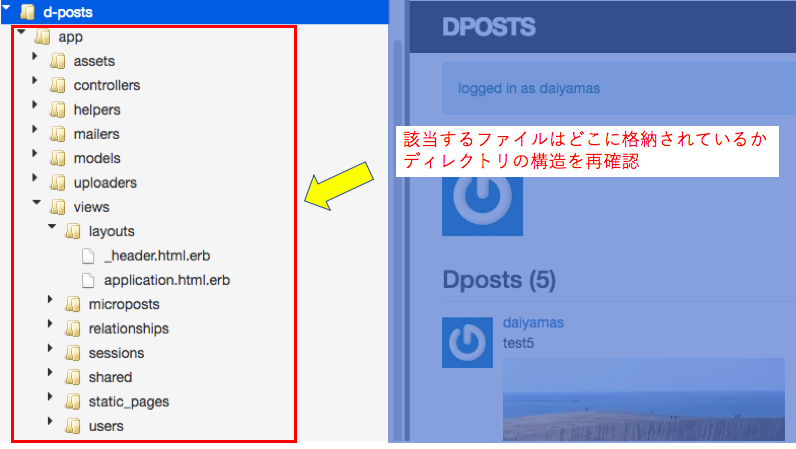 d-posts
app
assets
controllers
helpers
mailers
models
uploaders
views
layouts
_header.html.erb
application.html.erb
microposts
relationships
sessions
shared
static_pages
users
DPOSTS
logged in as daiyamas
該当するファイルはどこに格納されているか
ディレクトリの構造を再確認
Dposts (5)
daiyamas
test5